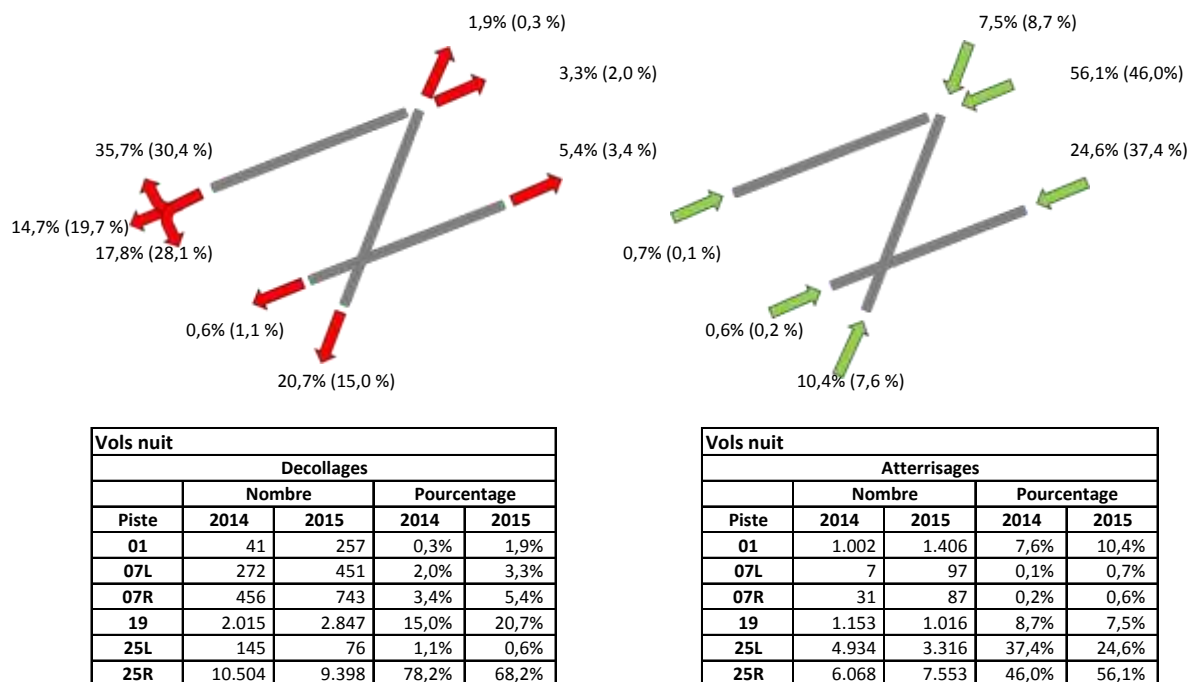 1,9% (0,3 %)
3,3% (2,0 %)
35,7% (30,4 %)
5,4% (3,4 %)
14,7% (19,7 %)
17,8% (28,1 %)
0,6% (1,1 %)
20,7% (15,0 %)
7,5% (8,7 %)
56,1% (46,0%)
24,6% (37,4 %)
0,7% (0,1 %)
0,6% (0,2 %)
10,4% (7,6 %)
Vols nuit
Decollages
Nombre Pourcentage
Piste 2014 2015 2014 2015
01 41 257 0,3% 1,9%
07L 272 451 2,0% 3,3%
07R 456 743 3,4% 5,4%
19 2.015 2.847 15,0% 20,7%
25L 145 76 1,1% 0,6%
25R 10.504 9.398 78,2% 68,2%
Vols nuit
Atterrisages
Nombre Pourcentage
Piste 2014 2015 2014 2015
01 1.002 1.406 7,6% 10,4%
07L 7 97 0,1% 0,7%
07R 31 87 0,2% 0,6%
19 1.153 1.016 8,7% 7,5%
25L 4.934 3.316 37,4% 24,6%
25R 6.068 7.553 46,0% 56,1%